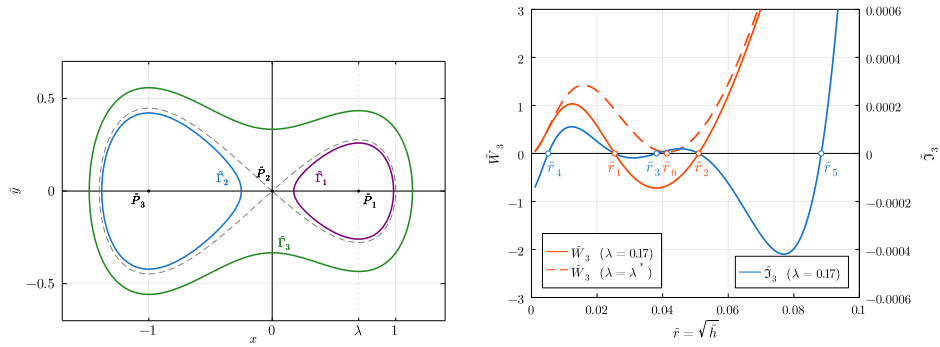 0.5
0
−0.5
ỹ
−1
0
λ
1
x
P̃₃
Γ̃₂
P̃₂
Γ̃₁
P̃₁
Γ̃₃
3
2
1
0
−1
−2
−3
W̃₃
0.0006
0.0004
0.0002
0
−0.0002
−0.0004
−0.0006
ℑ̃₃
r̃₄
r̃₁
r̃₃
r̃₀
r̃₂
r̃₅
W̃₃ (λ = 0.17)
W̃₃ (λ = λ*)
ℑ̃₃ (λ = 0.17)
0
0.02
0.04
0.06
0.08
0.1
r̃ = √h̃